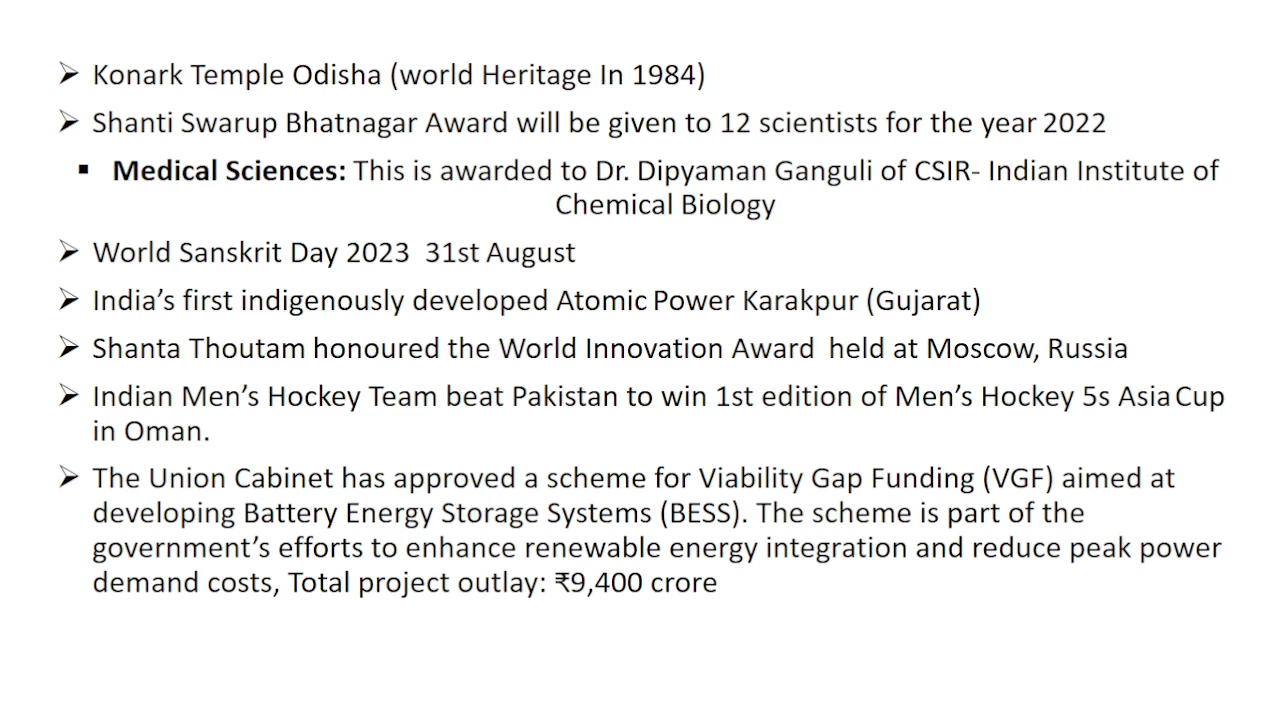 ➢ Konark Temple Odisha (world Heritage In 1984)
➢ Shanti Swarup Bhatnagar Award will be given to 12 scientists for the year 2022
▪ Medical Sciences: This is awarded to Dr. Dipyaman Ganguli of CSIR- Indian Institute of
Chemical Biology
➢ World Sanskrit Day 2023  31st August
➢ India’s first indigenously developed Atomic Power Karakpur (Gujarat)
➢ Shanta Thoutam honoured the World Innovation Award  held at Moscow, Russia
➢ Indian Men’s Hockey Team beat Pakistan to win 1st edition of Men’s Hockey 5s Asia Cup
in Oman.
➢ The Union Cabinet has approved a scheme for Viability Gap Funding (VGF) aimed at
developing Battery Energy Storage Systems (BESS). The scheme is part of the
government’s efforts to enhance renewable energy integration and reduce peak power
demand costs, Total project outlay: ₹9,400 crore